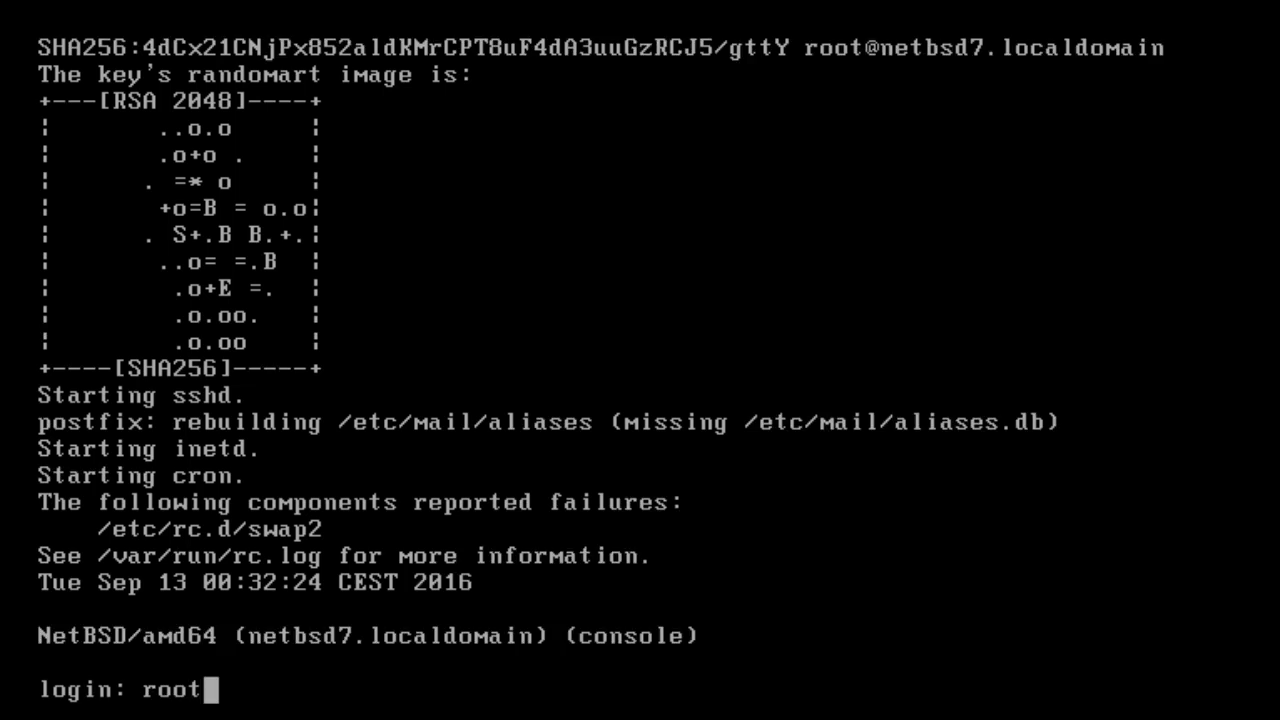 SHA256:4dCx21CNjPx852aldKMrCPT8uF4dA3uuGzRCJ5/gttY root@netbsd7.localdomain
The key's randomart image is:
+---[RSA 2048]----+
¦       ..o.o     ¦
¦       .o+o .    ¦
¦      . =* o     ¦
¦       +o=B = o.o¦
¦      . S+.B B.+.¦
¦       ..o= =.B  ¦
¦        .o+E =.  ¦
¦        .o.oo.   ¦
¦        .o.oo    ¦
+----[SHA256]-----+
Starting sshd.
postfix: rebuilding /etc/mail/aliases (missing /etc/mail/aliases.db)
Starting inetd.
Starting cron.
The following components reported failures:
    /etc/rc.d/swap2
See /var/run/rc.log for more information.
Tue Sep 13 00:32:24 CEST 2016

NetBSD/amd64 (netbsd7.localdomain) (console)

login: root